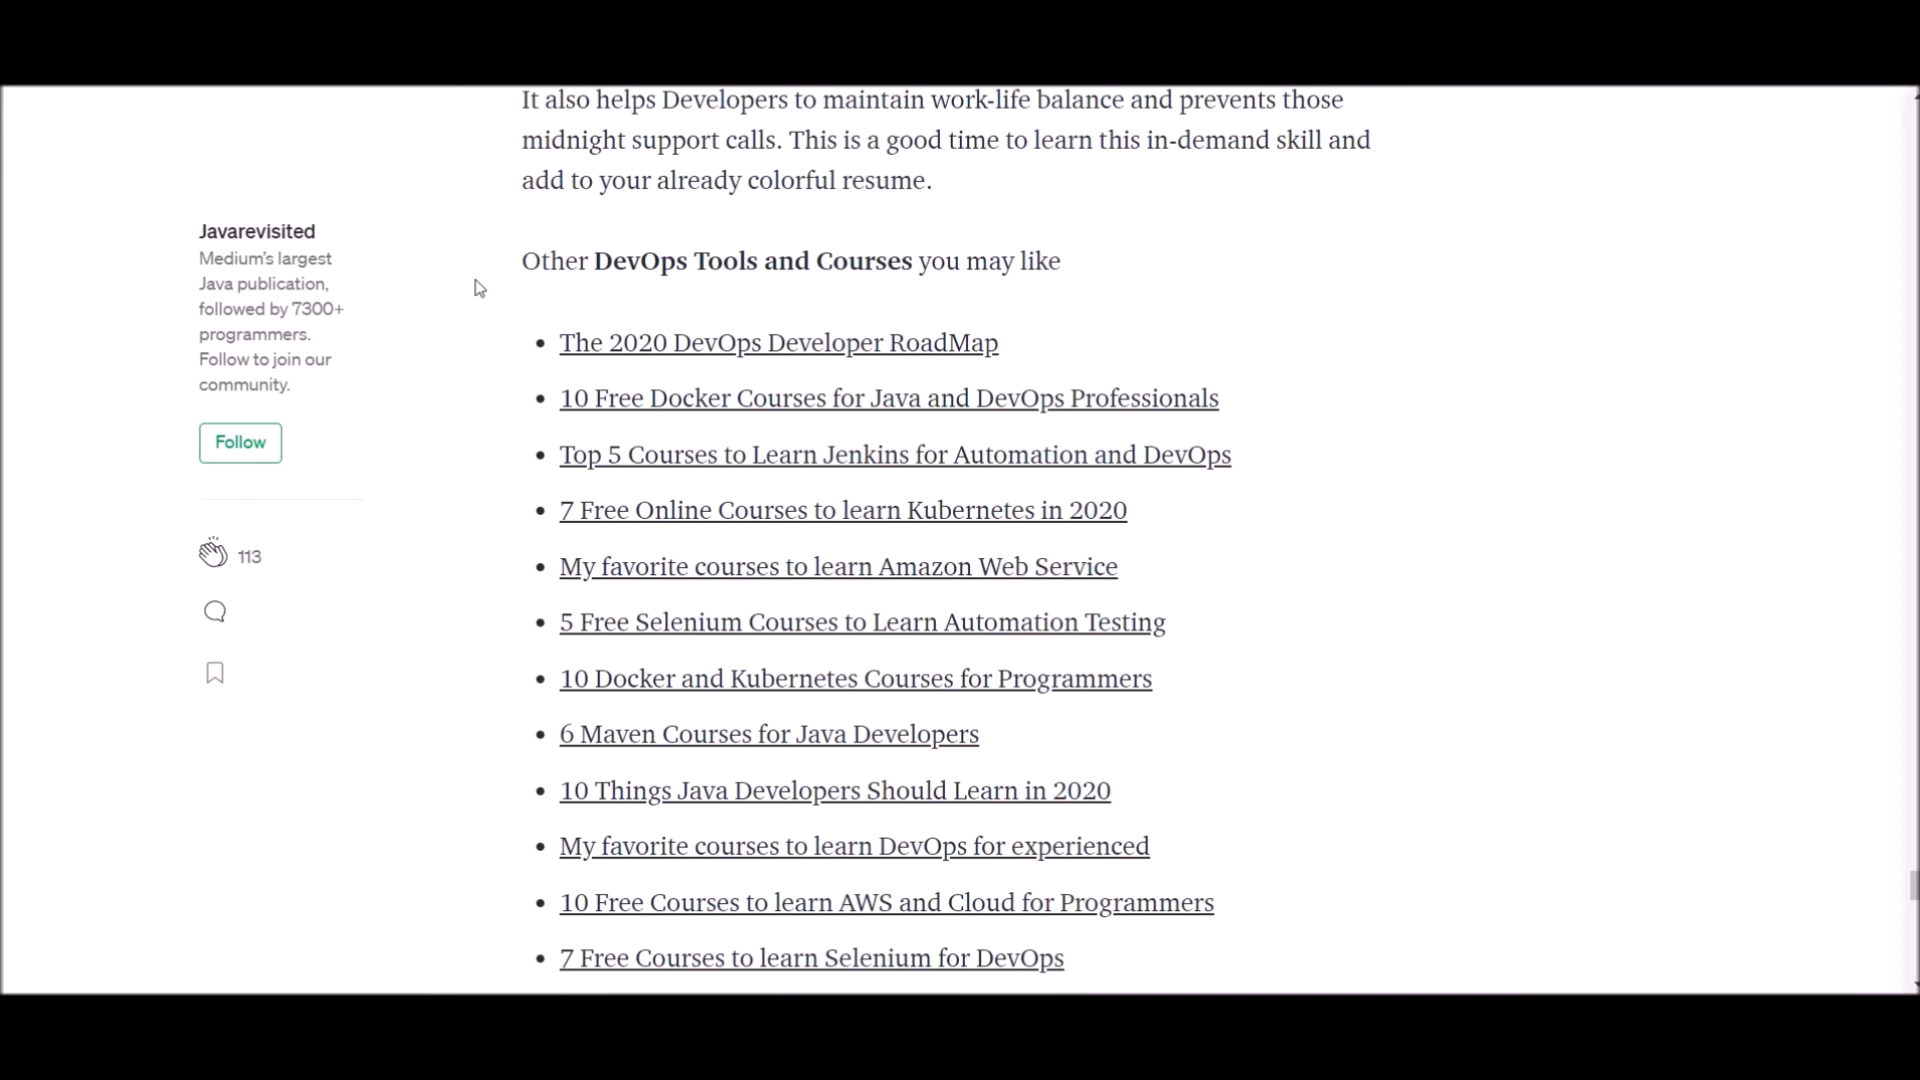 It also helps Developers to maintain work-life balance and prevents those
midnight support calls. This is a good time to learn this in-demand skill and
add to your already colorful resume.
Javarevisited
Medium's largest
Java publication,
followed by 7300+
programmers.
Follow to join our
community.
Follow
113
Other DevOps Tools and Courses you may like
The 2020 DevOps Developer RoadMap
10 Free Docker Courses for Java and DevOps Professionals
Top 5 Courses to Learn Jenkins for Automation and DevOps
7 Free Online Courses to learn Kubernetes in 2020
My favorite courses to learn Amazon Web Service
5 Free Selenium Courses to Learn Automation Testing
10 Docker and Kubernetes Courses for Programmers
6 Maven Courses for Java Developers
10 Things Java Developers Should Learn in 2020
My favorite courses to learn DevOps for experienced
10 Free Courses to learn AWS and Cloud for Programmers
7 Free Courses to learn Selenium for DevOps